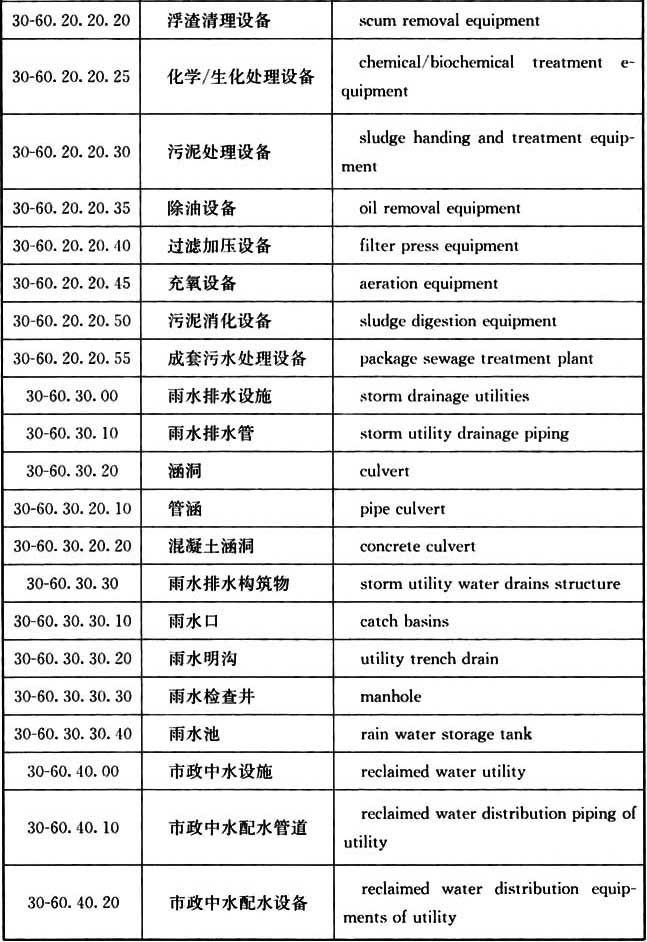 30-60. 20. 20. 20 浮渣清理设备 scum removal equipment
30-60. 20. 20. 25 化学/生化处理设备 chemical/biochemical treatment e-
quipment
30-60. 20. 20. 30 污泥处理设备 sludge handing and treatment equip-
ment
30-60. 20. 20. 35 除油设备 oil removal equipment
30-60. 20. 20. 40 过滤加压设备 filter press equipment
30-60. 20. 20. 45 充氧设备 aeration equipment
30-60. 20. 20. 50 污泥消化设备 sludge digestion equipment
30-60. 20. 20. 55 成套污水处理设备 package sewage treatment plant
30-60. 30. 00 雨水排水设施 storm drainage utilities
30-60. 30. 10 雨水排水管 storm utility drainage piping
30-60. 30. 20 涵洞 culvert
30-60. 30. 20. 10 管涵 pipe culvert
30-60. 30. 20. 20 混凝土涵洞 concrete culvert
30-60. 30. 30 雨水排水构筑物 storm utility water drains structure
30-60. 30. 30. 10 雨水口 catch basins
30-60. 30. 30. 20 雨水明沟 utility trench drain
30-60. 30. 30. 30 雨水检查井 manhole
30-60. 30. 30. 40 雨水池 rain water storage tank
30-60. 40. 00 市政中水设施 reclaimed water utility
30-60. 40. 10 市政中水配水管道 reclaimed water distribution piping of
utility
30-60. 40. 20 市政中水配水设备 reclaimed water distribution equip-
ments of utility